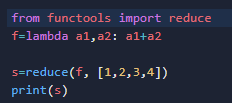 from functools import reduce
f=lambda a1,a2: a1+a2
s=reduce(f, [1,2,3,4])
print(s)